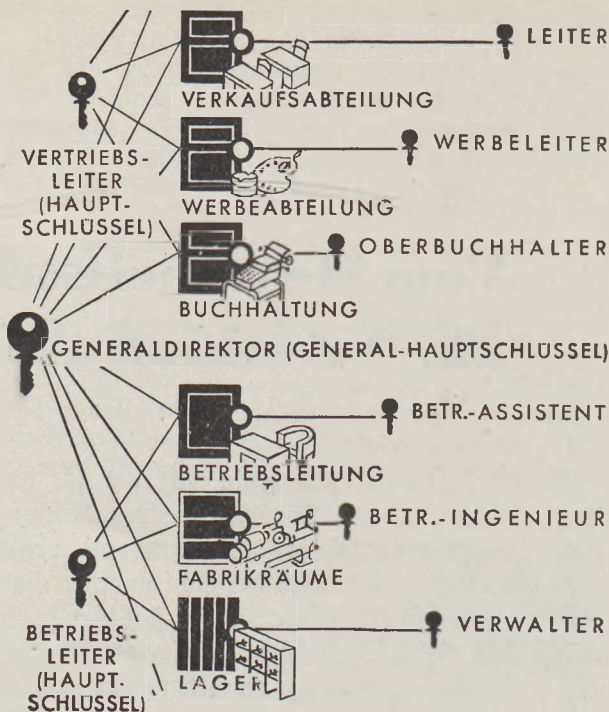 LEITER
VERKAUFSABTEILUNG
WERBELEITER
VERTRIEBS-
LEITER
(HAUPT-
SCHLÜSSEL)
WERBEABTEILUNG
OBERBUCHHALTER
BUCHHALTUNG
GENERALDIREKTOR (GENERAL-HAUPTSCHLÜSSEL)
BETR.-ASSISTENT
BETRIEBSLEITUNG
BETR.-INGENIEUR
FABRIKRÄUME
BETRIEBS-
LEITER
(HAUPT-
SCHLÜSSEL)
VERWALTER
LAGER